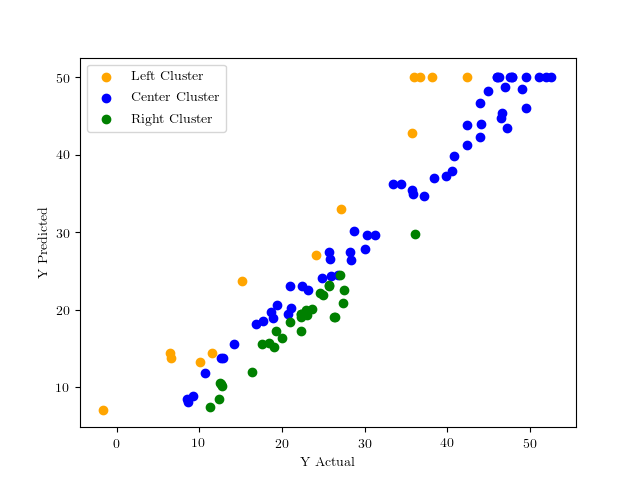 Left Cluster
Center Cluster
Right Cluster
50
40
30
20
10
Y Predicted
0 10 20 30 40 50
Y Actual